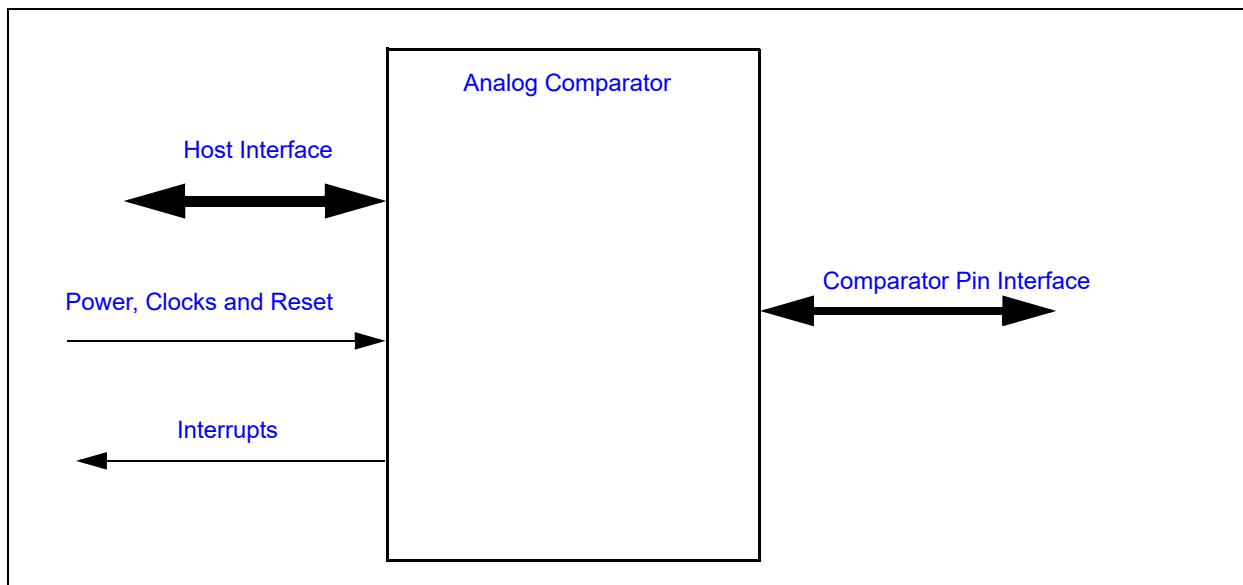 Analog Comparator
Host Interface
Power, Clocks and Reset
Comparator Pin Interface
Interrupts